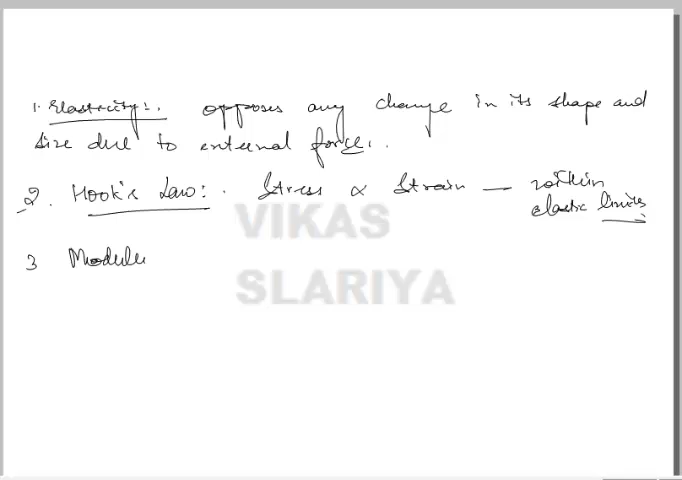 1. Elasticity:. opposes any change in its shape and
size due to external force.
2. Hook's Law:. Stress ∝ Strain — within
elastic limits
VIKAS
3 Modulu
SLARIYA